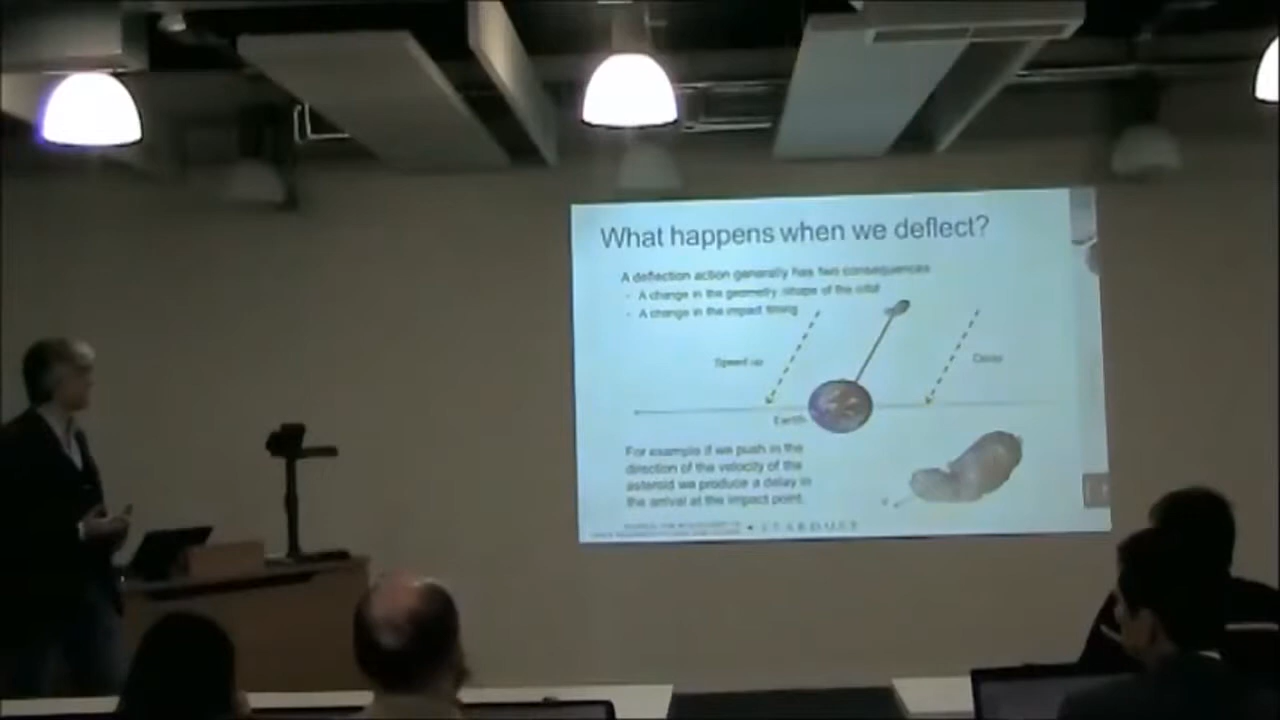 What happens when we deflect?
A deflection action generally has two consequences
- A change in the geometry /shape of the orbit
- A change in the impact timing
Speed up
Delay
Earth
For example if we push in the
direction of the velocity of the
asteroid we produce a delay in
the arrival at the impact point.
STARDUST